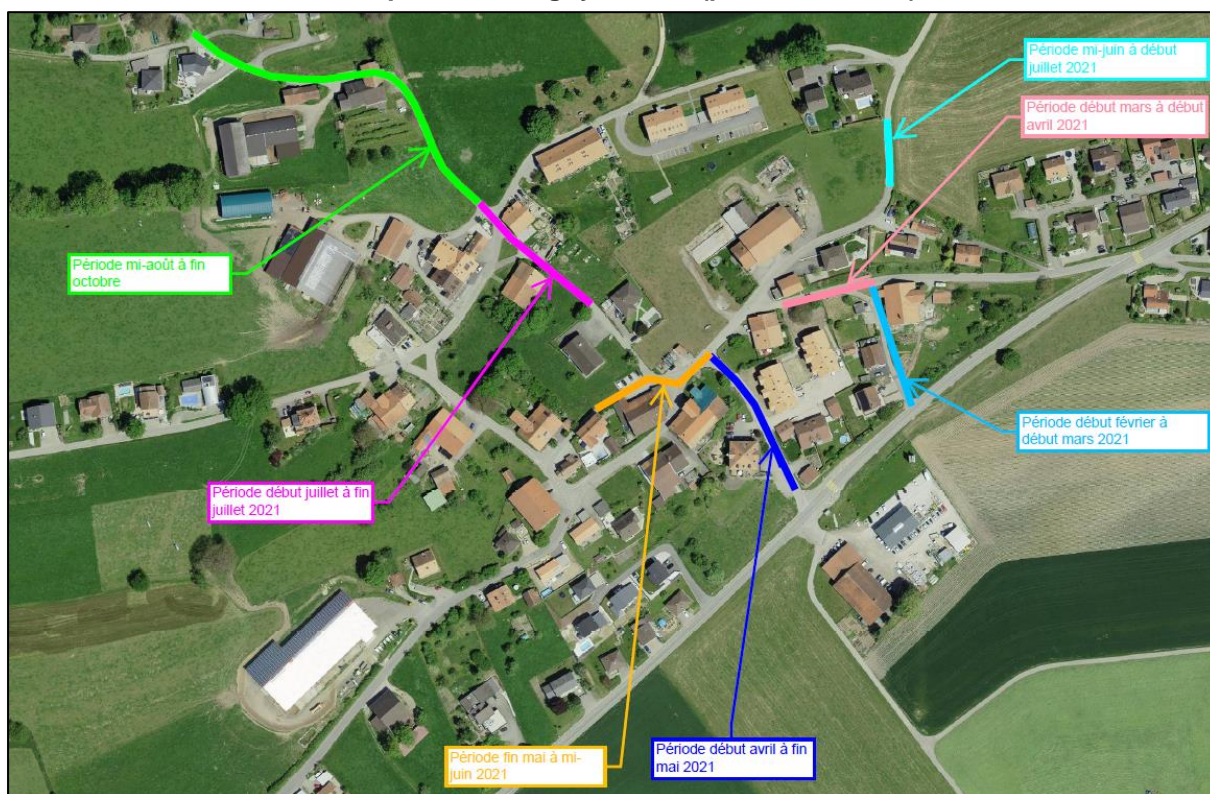 Période mi-juin à début
juillet 2021
Période début mars à début
avril 2021
Période mi-août à fin
octobre
Période début février à
début mars 2021
Période début juillet à fin
juillet 2021
Période fin mai à mi-
juin 2021
Période début avril à fin
mai 2021